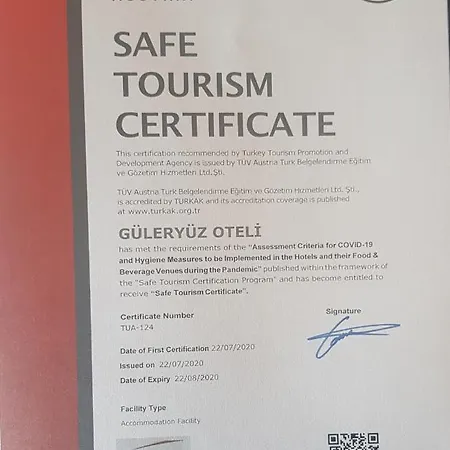 SAFE
TOURISM
CERTIFICATE
This certification recommended by Turkey Tourism Promotion and
Development Agency is issued by TÜV Austria Turk Belgelendirme Eğitim
ve Gözetim Hizmetleri Ltd.Şti.
TÜV Austria Turk Belgelendirme Eğitim ve Gözetim Hizmetleri Ltd. Şti.,
is accredited by TURKAK and its accreditation coverage is published
at www.turkak.org.tr
GÜLERYÜZ OTELİ
has met the requirements of the "Assessment Criteria for COVID-19
and Hygiene Measures to be Implemented in the Hotels and their Food &
Beverage Venues during the Pandemic" published within the framework of
the "Safe Tourism Certification Program" and has become entitled to
receive "Safe Tourism Certificate".
Certificate Number
TUA-124
Signature
Date of First Certification 22/07/2020
Issued on 22/07/2020
Date of Expiry 22/08/2020
Facility Type
Accommodation Facility